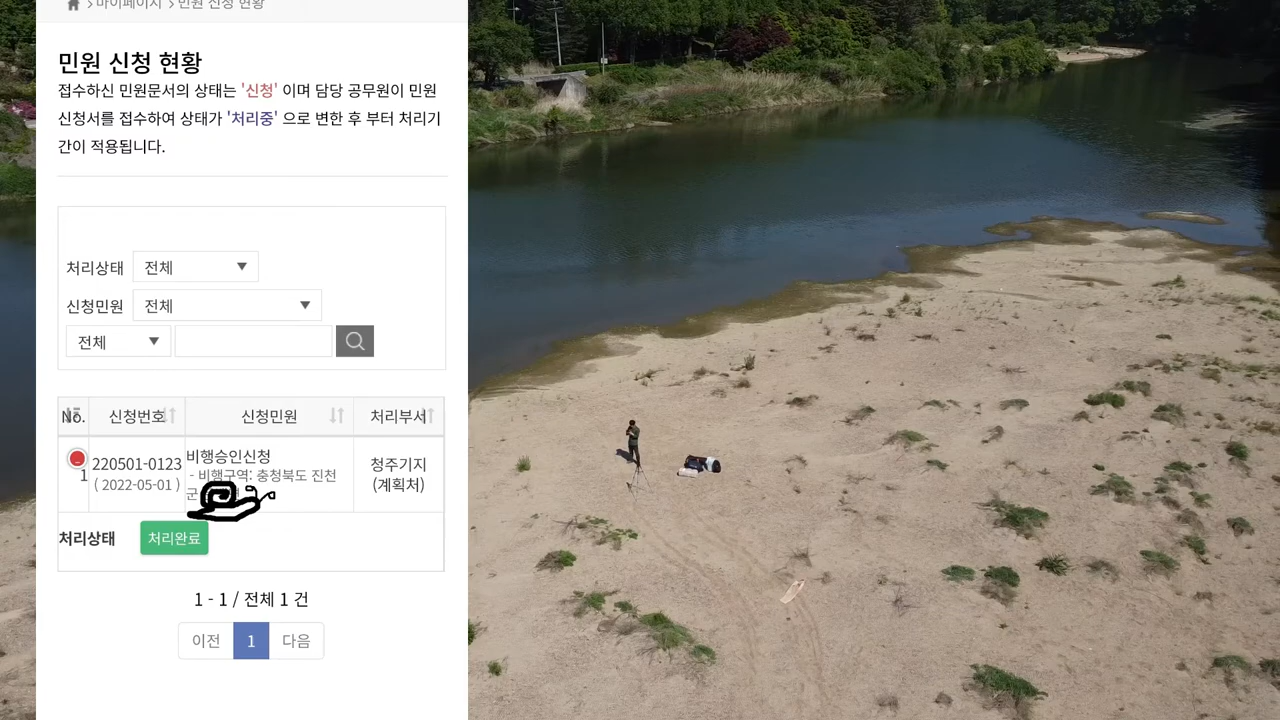 마이페이지 > 민원 신청 현황
민원 신청 현황
접수하신 민원문서의 상태는 '신청' 이며 담당 공무원이 민원
신청서를 접수하여 상태가 '처리중' 으로 변한 후 부터 처리기
간이 적용됩니다.
처리상태 전체
신청민원 전체
전체
No. 신청번호 신청민원 처리부서
1 220501-0123 비행승인신청 청주기지
( 2022-05-01 ) - 비행구역: 충청북도 진천 (계획처)
군
처리상태 처리완료
1 - 1 / 전체 1 건
이전 1 다음